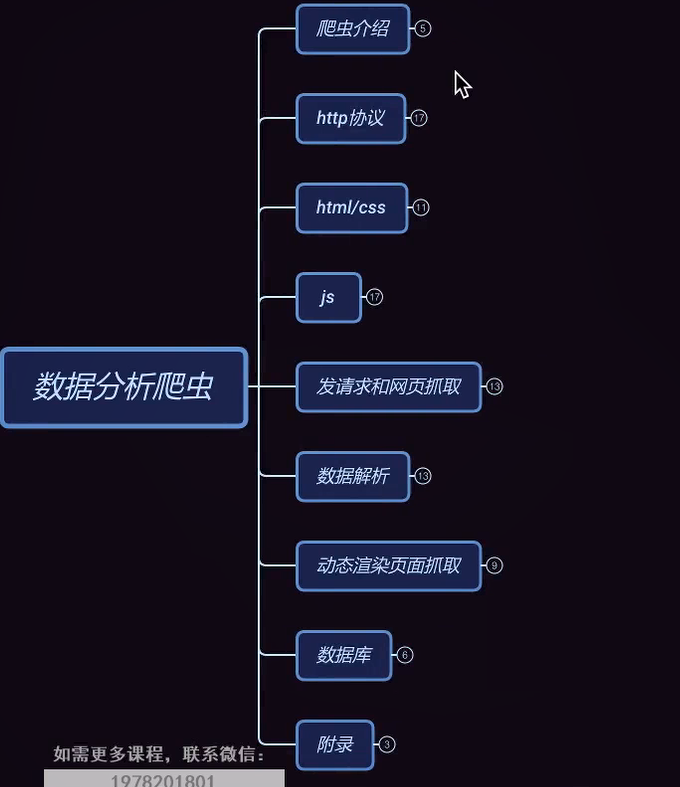 爬虫介绍 5
http协议 17
html/css 11
js 17
数据分析爬虫
发请求和网页抓取 13
数据解析 13
动态渲染页面抓取 9
数据库 6
附录 3
如需更多课程，联系微信：
1978201801